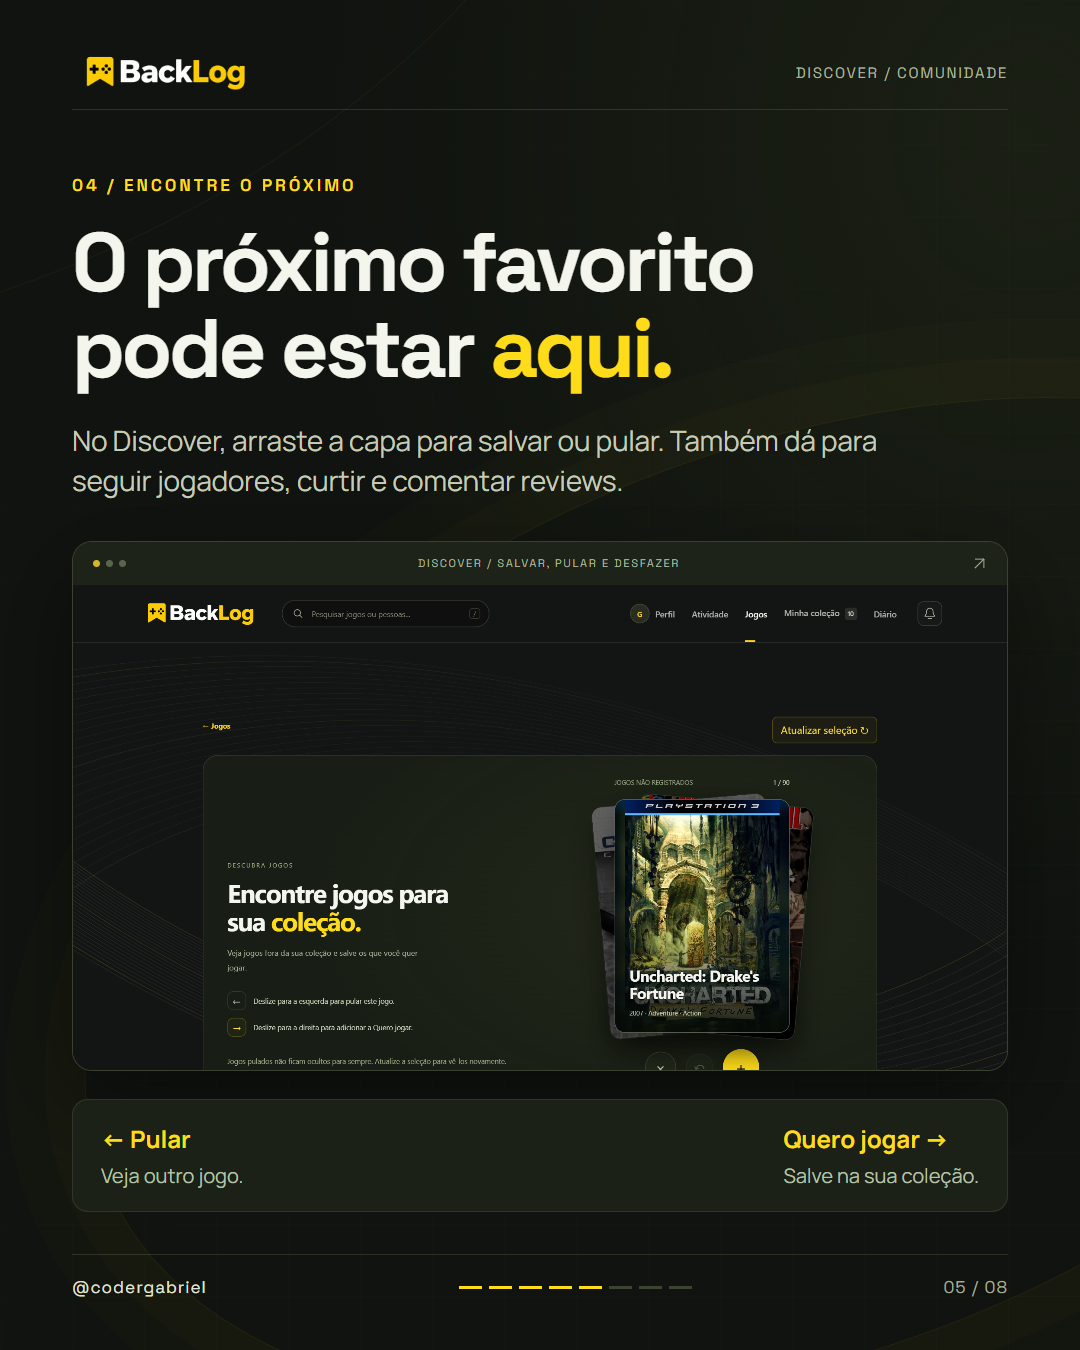 BackLog
DISCOVER / COMUNIDADE
04 / ENCONTRE O PRÓXIMO
O próximo favorito
pode estar aqui.
No Discover, arraste a capa para salvar ou pular. Também dá para
seguir jogadores, curtir e comentar reviews.
DISCOVER / SALVAR, PULAR E DESFAZER
BackLog
Pesquisar jogos ou pessoas...
/
G
Perfil
Atividade
Jogos
Minha coleção
10
Diário
← Jogos
Atualizar seleção ↻
JOGOS NÃO REGISTRADOS
1 / 90
PLAYSTATION 3
DESCUBRA JOGOS
Encontre jogos para
sua coleção.
Veja jogos fora da sua coleção e salve os que você quer
jogar.
← Deslize para a esquerda para pular este jogo.
→ Deslize para a direita para adicionar a Quero jogar.
Jogos pulados não ficam ocultos para sempre. Atualize a seleção para vê-los novamente.
Uncharted: Drake's
Fortune
UNCHARTED
FORTUNE
2007 · Adventure · Action
← Pular
Veja outro jogo.
Quero jogar →
Salve na sua coleção.
@codergabriel
05 / 08